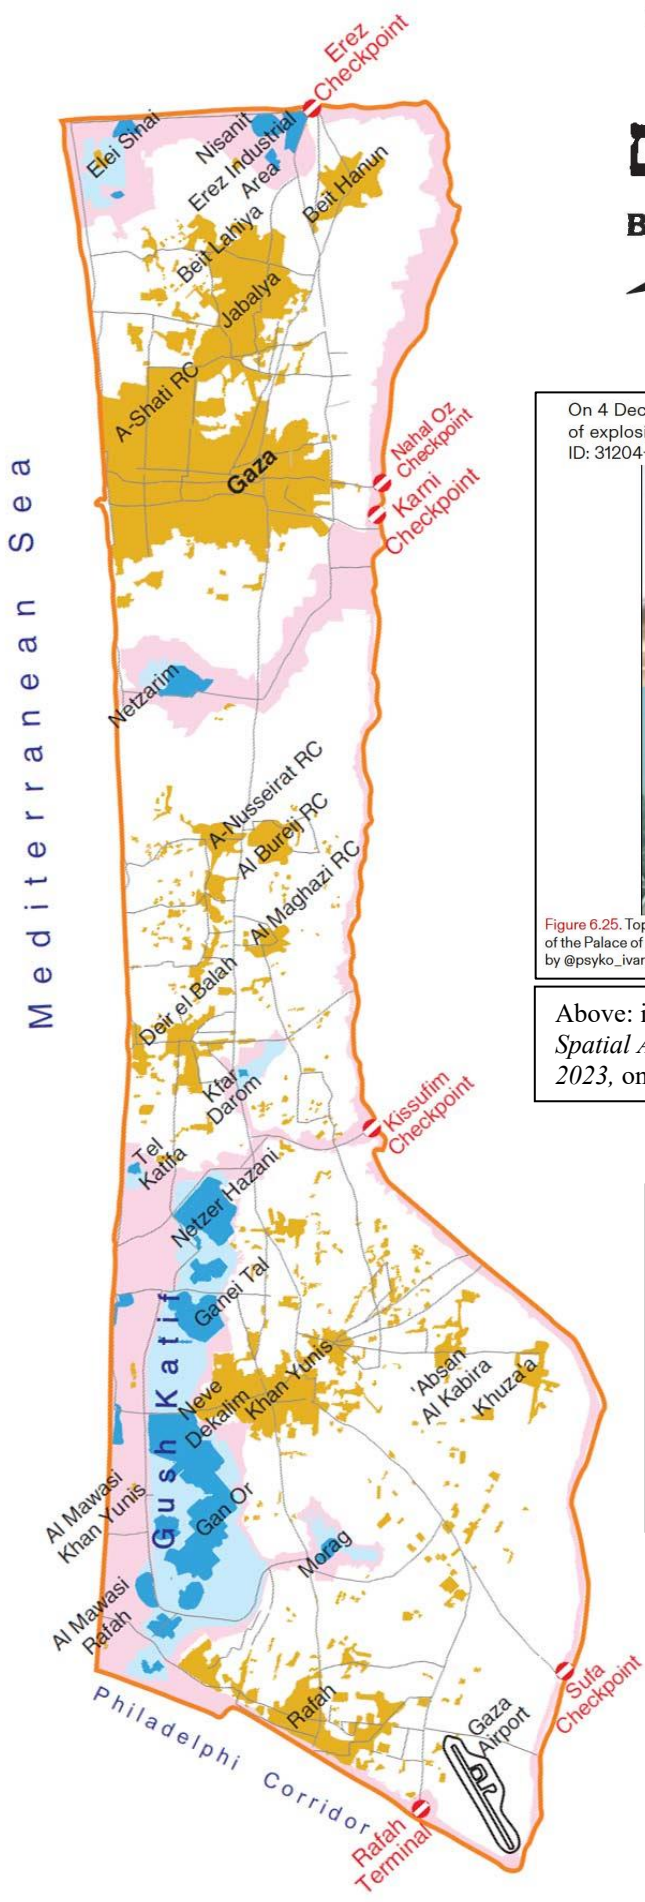 Erez
Checkpoint
Elei Sinai
Nisanit
Erez Industrial
Area
Beit Hanun
Beit Lahiya
Jabalya
A-Shati RC
Gaza
Nahal Oz
Checkpoint
Karni
Checkpoint
Mediterranean Sea
Netzarim
A-Nusseirat RC
Al Bureij RC
Al Maghazi RC
Deir el Balah
Kfar
Darom
Kissufim
Checkpoint
Tel
Katifa
Netzer Hazani
Ganei Tal
Gush Katif
Neve
Dekalim
Khan Yunis
'Absan
Al Kabira
Khuza'a
Al Mawasi
Khan Yunis
Gan Or
Morag
Al Mawasi
Rafah
Rafah
Sufa
Checkpoint
Gaza
Airport
Philadelphi Corridor
Rafah
Terminal
B
On 4 Dec
of explosi
ID: 31204
Figure 6.25. Top
of the Palace of
by @psyko_ivan
Above: i
Spatial A
2023, on